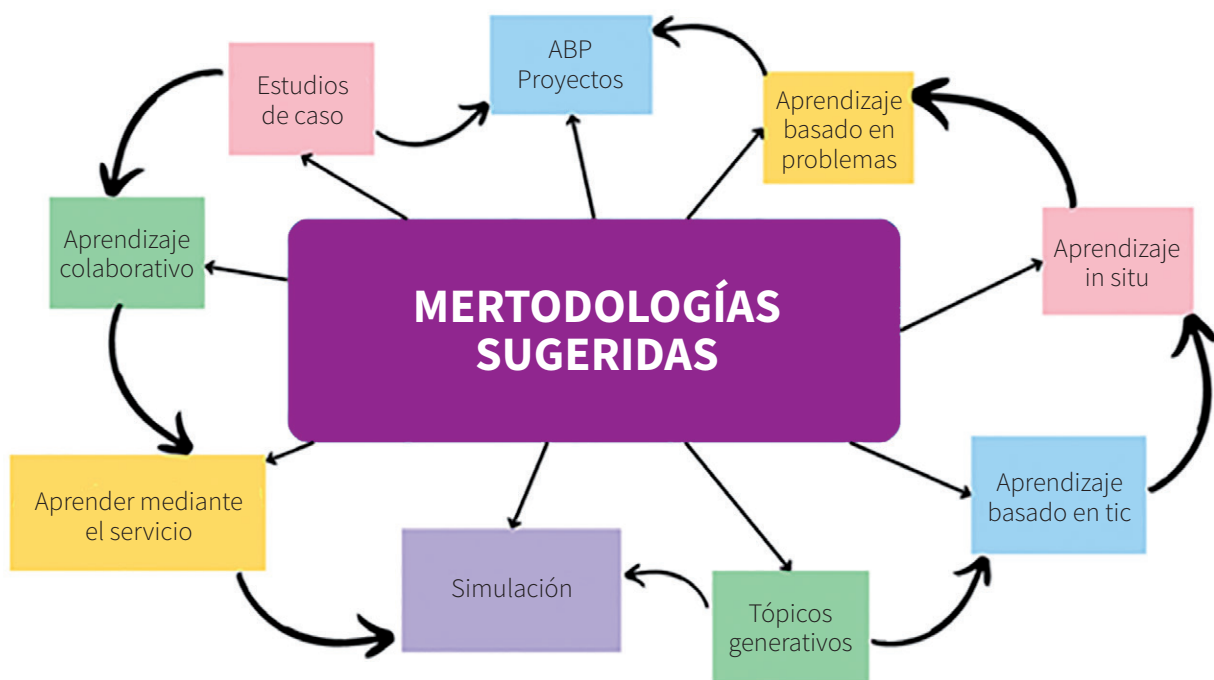 ABP
Proyectos
Estudios
de caso
Aprendizaje
basado en
problemas
Aprendizaje
colaborativo
Aprendizaje
in situ
MERTODOLOGÍAS
SUGERIDAS
Aprender mediante
el servicio
Aprendizaje
basado en tic
Simulación
Tópicos
generativos